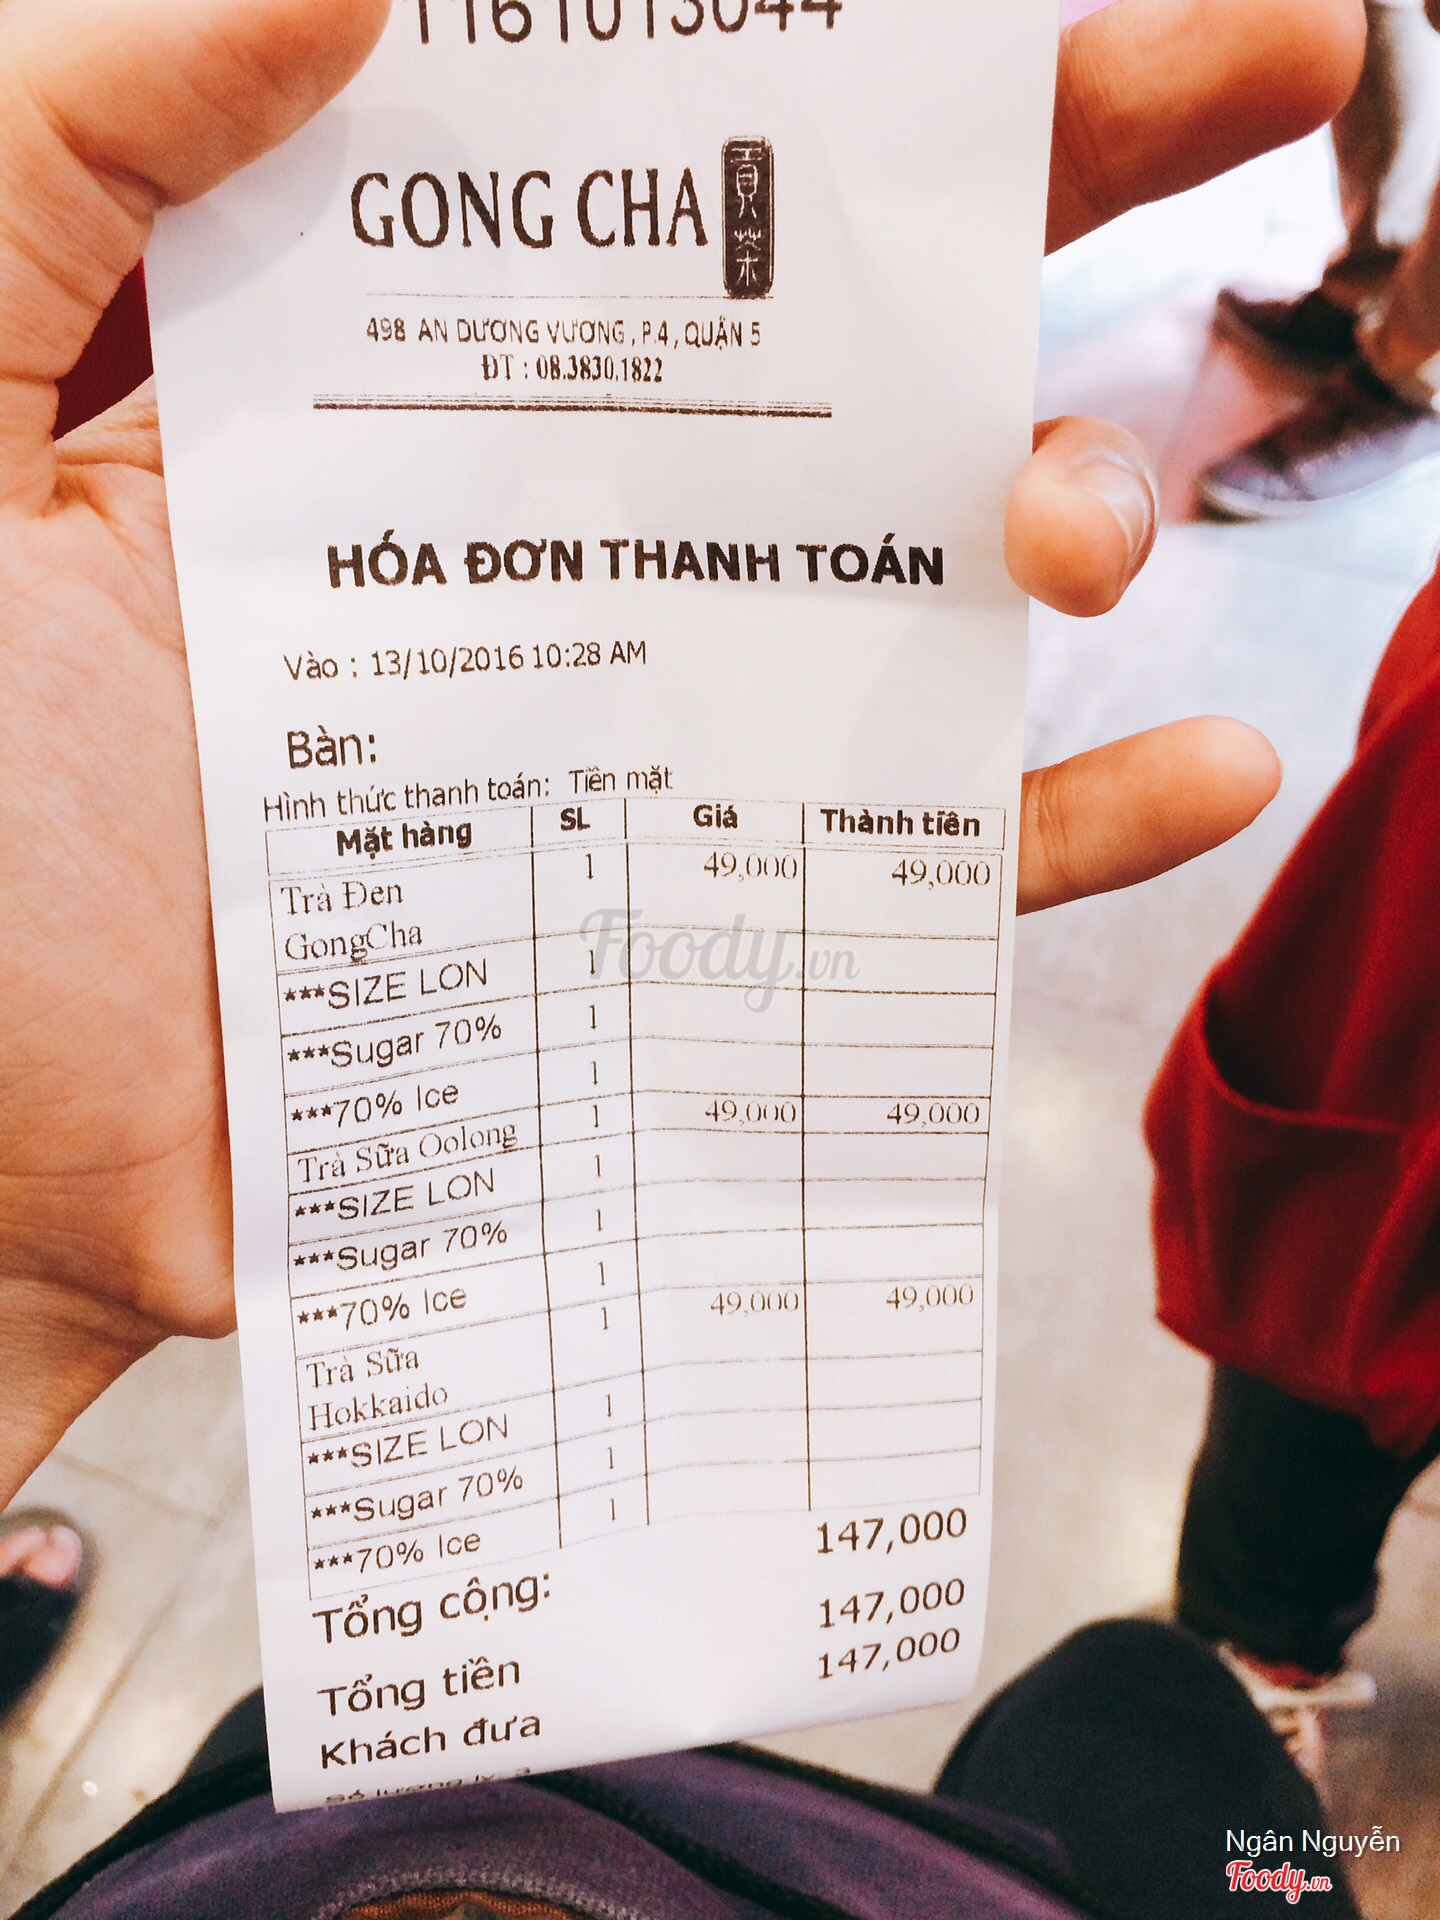 1161013044
GONG CHA 貢茶
498 AN DƯƠNG VƯƠNG, P.4, QUẬN 5
ĐT : 08.3830.1822
HÓA ĐƠN THANH TOÁN
Vào : 13/10/2016 10:28 AM
Bàn:
Hình thức thanh toán: Tiền mặt
Mặt hàng SL Giá Thành tiền
Trà Đen 1 49,000 49,000
GongCha
***SIZE LON 1
***Sugar 70% 1
***70% Ice 1
Trà Sữa Oolong 1 49,000 49,000
***SIZE LON 1
***Sugar 70% 1
***70% Ice 1
Trà Sữa 1 49,000 49,000
Hokkaido
***SIZE LON 1
***Sugar 70% 1
***70% Ice 1
Tổng cộng: 147,000
Tổng tiền 147,000
Khách đưa 147,000
Số lượng ly: 3
Foody.vn
Ngân Nguyễn
Foody.vn